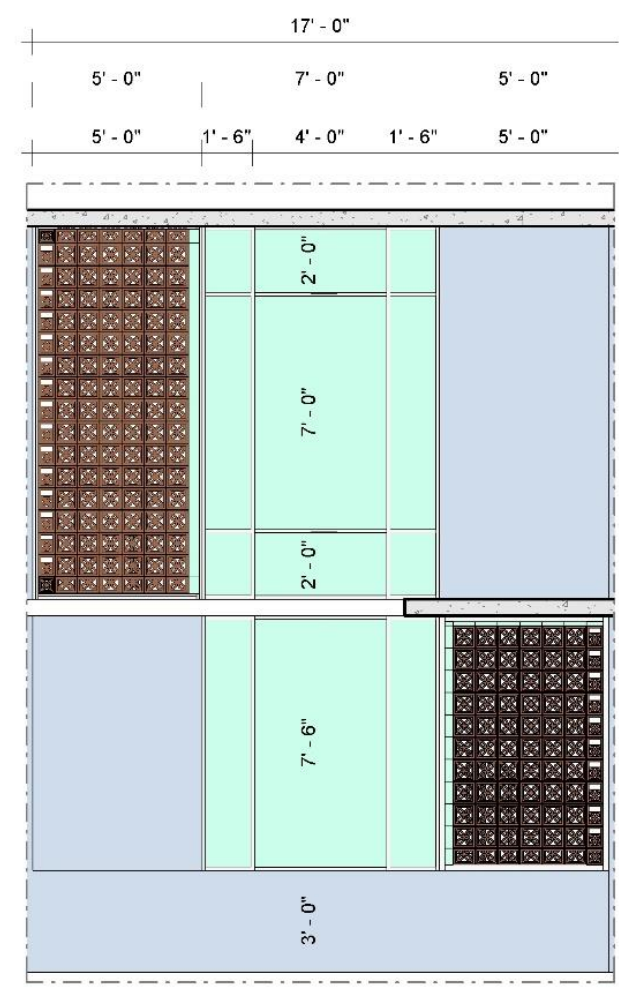 17' - 0"
5' - 0" 7' - 0" 5' - 0"
5' - 0" 1' - 6" 4' - 0" 1' - 6" 5' - 0"
2' - 0"
7' - 0"
2' - 0"
7' - 6"
3' - 0"